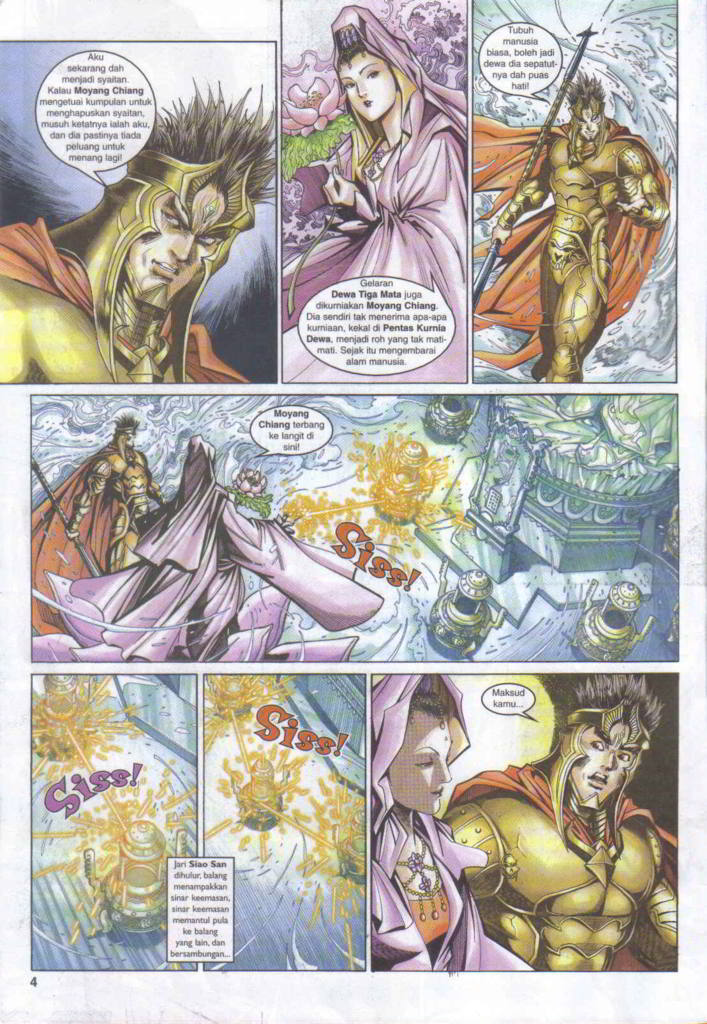 Aku
sekarang dah
menjadi syaitan.
Kalau Moyang Chiang
mengetuai kumpulan untuk
menghapuskan syaitan,
musuh ketatnya ialah aku,
dan dia pastinya tiada
peluang untuk
menang lagi!
Gelaran
Dewa Tiga Mata juga
dikurniakan Moyang Chiang.
Dia sendiri tak menerima apa-apa
kurniaan, kekal di Pentas Kurnia
Dewa, menjadi roh yang tak mati-
mati. Sejak itu mengembarai
alam manusia.
Tubuh
manusia
biasa, boleh jadi
dewa dia sepatut-
nya dah puas
hati!
Moyang
Chiang terbang
ke langit di
sini!
Siss!
Siss!
Jari Siao San
dihulur, balang
menampakkan
sinar keemasan,
sinar keemasan
memantul pula
ke balang
yang lain, dan
bersambungan...
Siss!
Maksud
kamu...
4